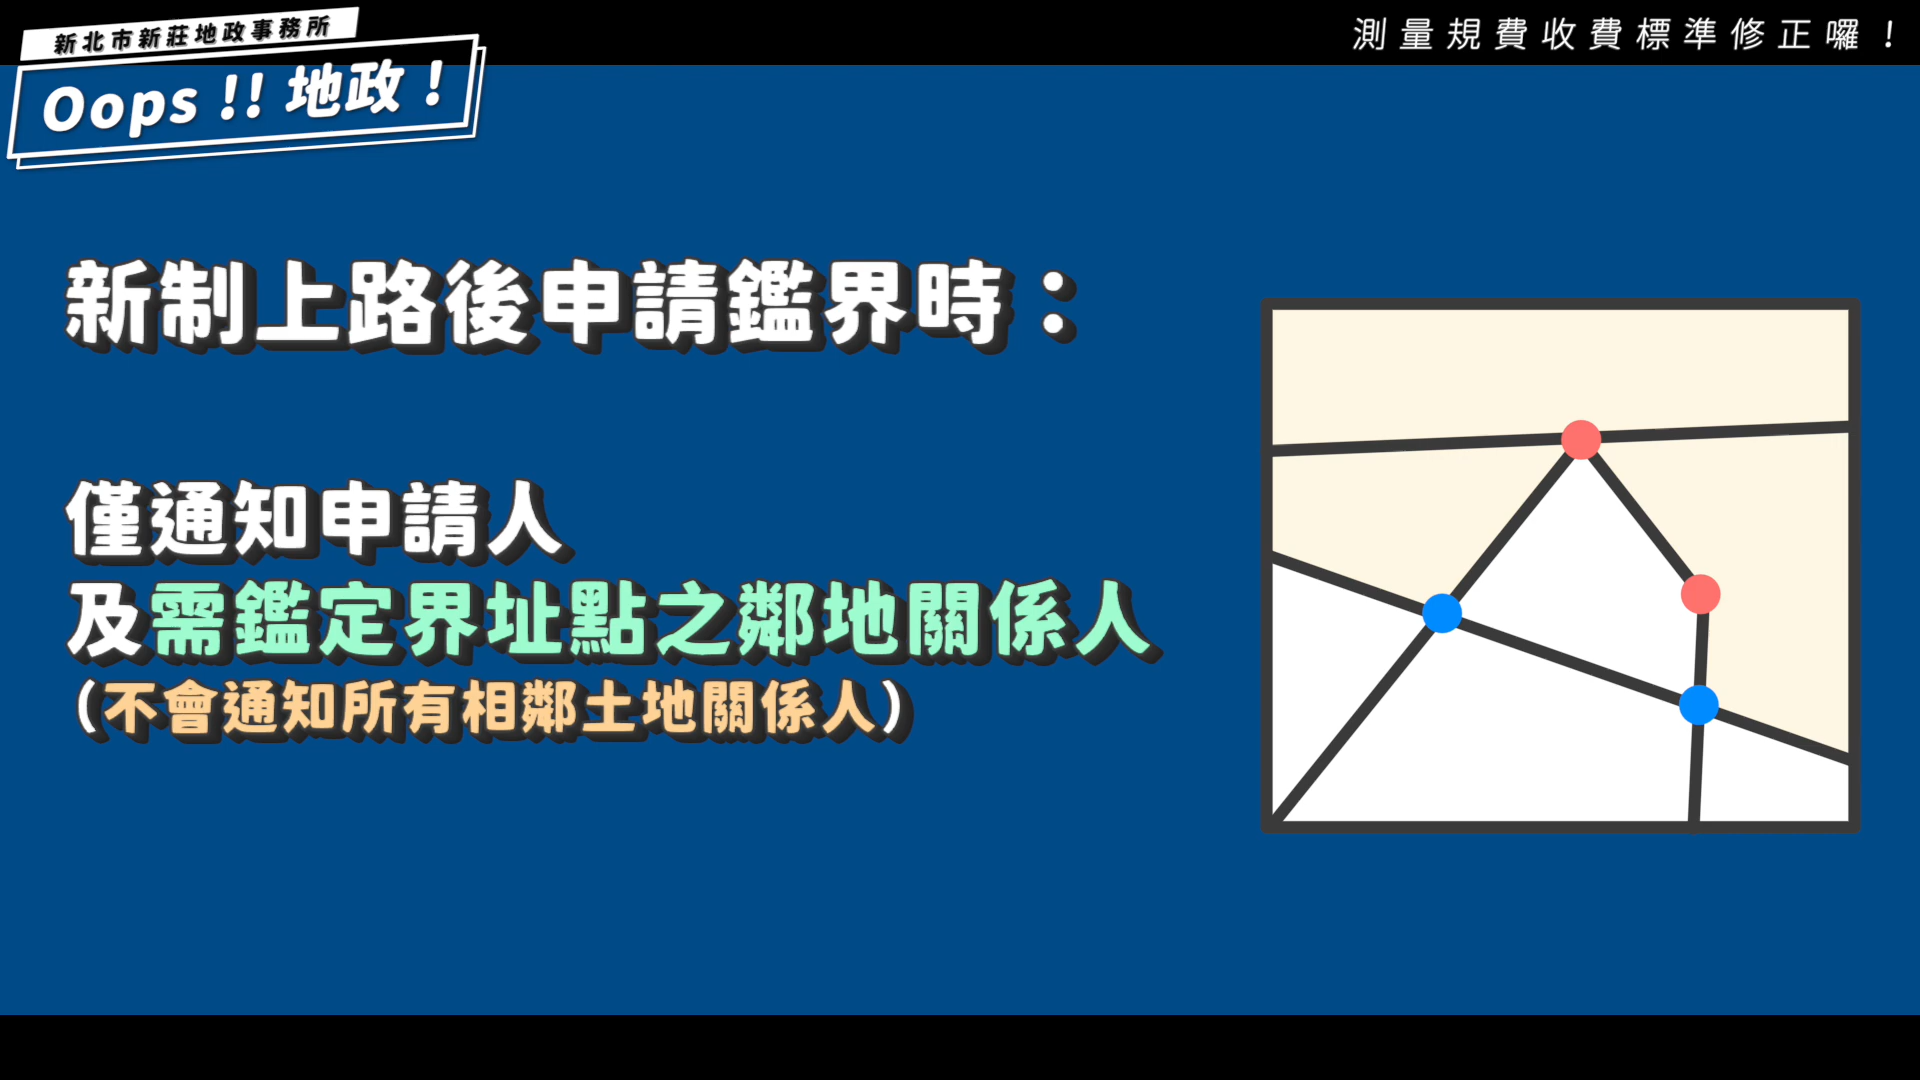 新北市新莊地政事務所
Oops !! 地政！
測量規費收費標準修正囉！
新制上路後申請鑑界時：
僅通知申請人
及需鑑定界址點之鄰地關係人
（不會通知所有相鄰土地關係人）